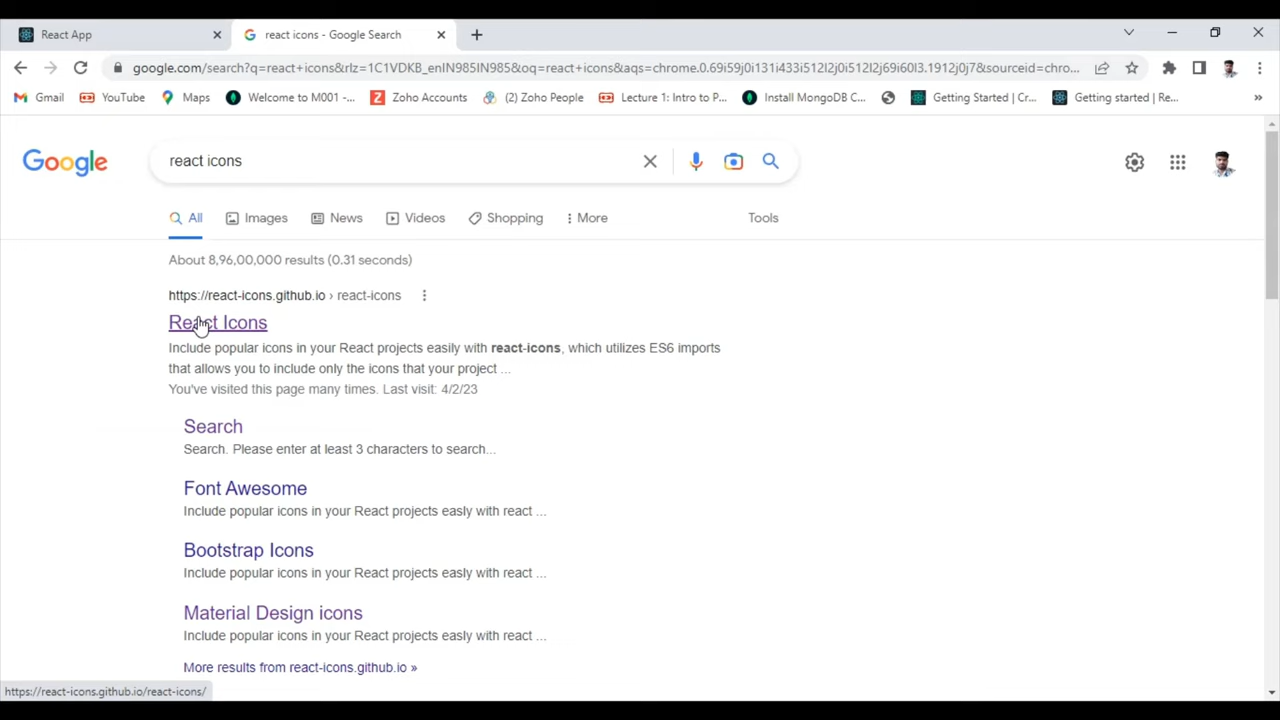 React App
react icons - Google Search
google.com/search?q=react+icons&rlz=1C1VDKB_enIN985IN985&oq=react+icons&aqs=chrome.0.69i59j0i131i433i512l2j0i512l2j69i60l3.1912j0j7&sourceid=chro...
Gmail
YouTube
Maps
Welcome to M001 -...
Zoho Accounts
(2) Zoho People
Lecture 1: Intro to P...
Install MongoDB C...
Getting Started | Cr...
Getting started | Re...
Google
react icons
All
Images
News
Videos
Shopping
More
Tools
About 8,96,00,000 results (0.31 seconds)
https://react-icons.github.io › react-icons
React Icons
Include popular icons in your React projects easily with react-icons, which utilizes ES6 imports
that allows you to include only the icons that your project ...
You've visited this page many times. Last visit: 4/2/23
Search
Search. Please enter at least 3 characters to search...
Font Awesome
Include popular icons in your React projects easly with react ...
Bootstrap Icons
Include popular icons in your React projects easly with react ...
Material Design icons
Include popular icons in your React projects easly with react ...
More results from react-icons.github.io »
https://react-icons.github.io/react-icons/